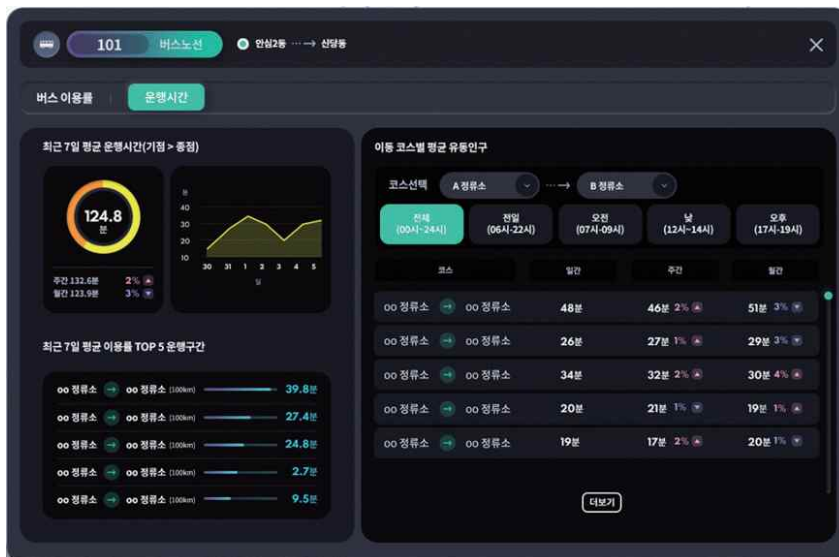 101 버스노선 안심2동 ···→ 신당동
버스 이용률 운행시간
최근 7일 평균 운행시간(기점 > 종점)
124.8
분
주간 132.6분 2%
월간 123.9분 3%
분
40
30
20
10
30 31 1 2 3 4 5
일
최근 7일 평균 이용률 TOP 5 운행구간
oo 정류소 → oo 정류소 (100km) 39.8분
oo 정류소 → oo 정류소 (100km) 27.4분
oo 정류소 → oo 정류소 (100km) 24.8분
oo 정류소 → oo 정류소 (100km) 2.7분
oo 정류소 → oo 정류소 (100km) 9.5분
이동 코스별 평균 유동인구
코스선택 A 정류소 ···→ B 정류소
전체 전일 오전 낮 오후
(00시~24시) (06시-22시) (07시-09시) (12시~14시) (17시-19시)
코스 일간 주간 월간
oo 정류소 → oo 정류소 48분 46분 2% 51분 3%
oo 정류소 → oo 정류소 26분 27분 1% 29분 3%
oo 정류소 → oo 정류소 34분 32분 2% 30분 4%
oo 정류소 → oo 정류소 20분 21분 1% 19분 1%
oo 정류소 → oo 정류소 19분 17분 2% 20분 1%
더보기